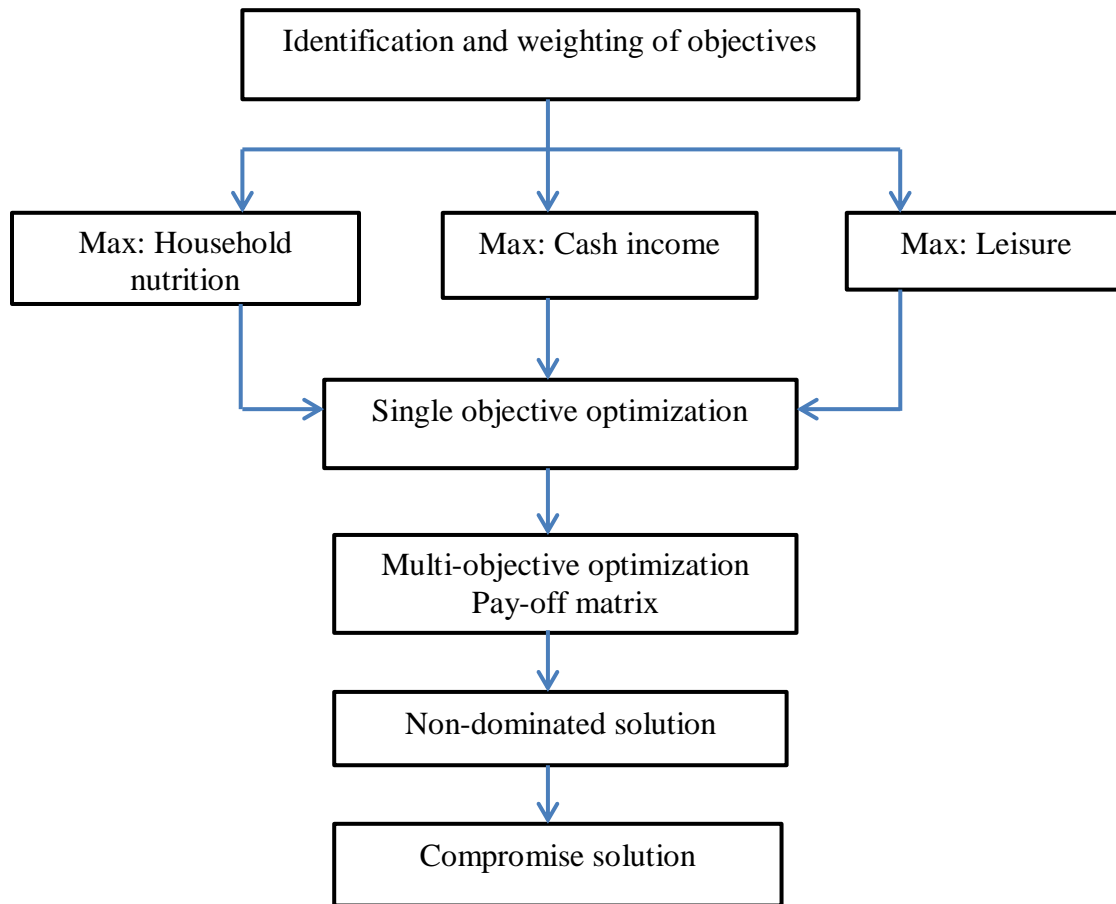 Identification and weighting of objectives
Max: Household
nutrition
Max: Cash income
Max: Leisure
Single objective optimization
Multi-objective optimization
Pay-off matrix
Non-dominated solution
Compromise solution